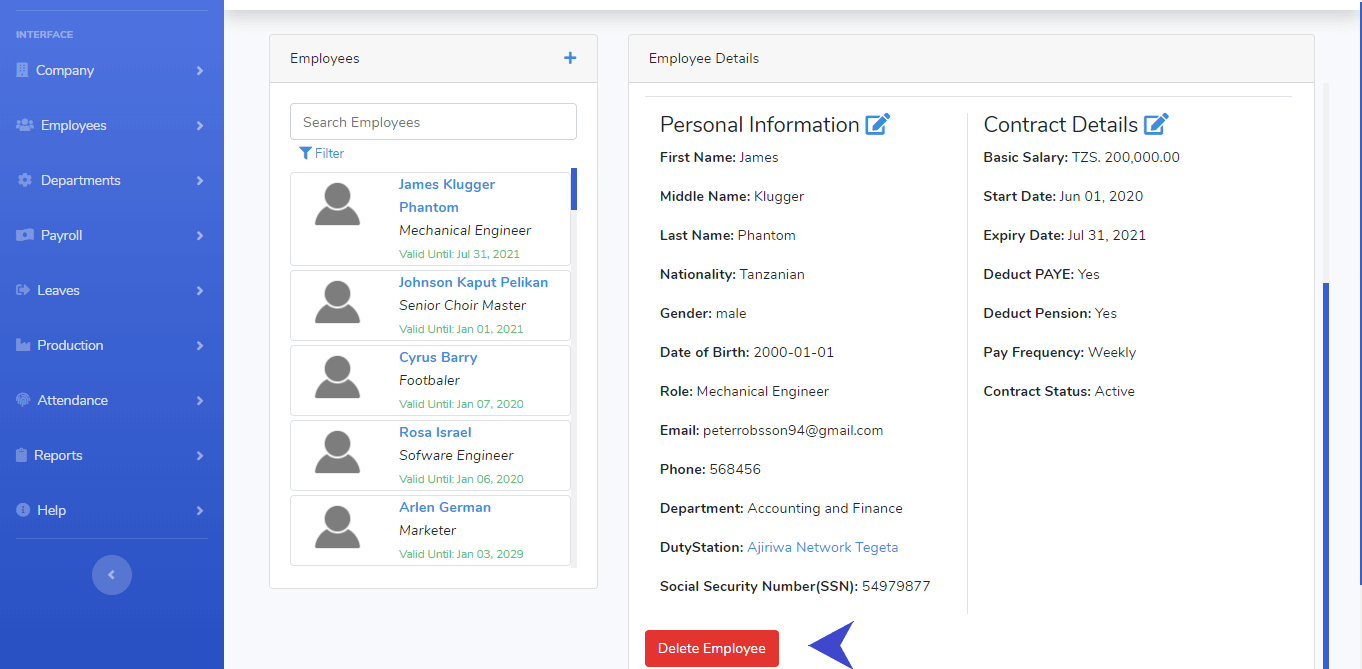 INTERFACE
Company
Employees
Departments
Payroll
Leaves
Production
Attendance
Reports
Help
Employees
Search Employees
Filter
James Klugger
Phantom
Mechanical Engineer
Valid Until: Jul 31, 2021
Johnson Kaput Pelikan
Senior Choir Master
Valid Until: Jan 01, 2021
Cyrus Barry
Footbaler
Valid Until: Jan 07, 2020
Rosa Israel
Sofware Engineer
Valid Until: Jan 06, 2020
Arlen German
Marketer
Valid Until: Jan 03, 2029
Employee Details
Personal Information
First Name: James
Middle Name: Klugger
Last Name: Phantom
Nationality: Tanzanian
Gender: male
Date of Birth: 2000-01-01
Role: Mechanical Engineer
Email: peterrobsson94@gmail.com
Phone: 568456
Department: Accounting and Finance
DutyStation: Ajiriwa Network Tegeta
Social Security Number(SSN): 54979877
Contract Details
Basic Salary: TZS. 200,000.00
Start Date: Jun 01, 2020
Expiry Date: Jul 31, 2021
Deduct PAYE: Yes
Deduct Pension: Yes
Pay Frequency: Weekly
Contract Status: Active
Delete Employee